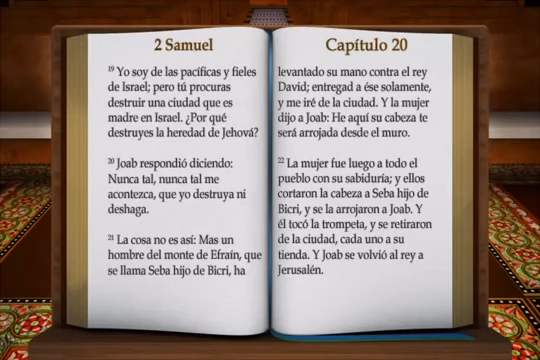 2 Samuel
¹⁹ Yo soy de las pacíficas y fieles
de Israel; pero tú procuras
destruir una ciudad que es
madre en Israel. ¿Por qué
destruyes la heredad de Jehová?
²⁰ Joab respondió diciendo:
Nunca tal, nunca tal me
acontezca, que yo destruya ni
deshaga.
²¹ La cosa no es así: Mas un
hombre del monte de Efraín, que
se llama Seba hijo de Bicri, ha
Capítulo 20
levantado su mano contra el rey
David; entregad a ése solamente,
y me iré de la ciudad. Y la mujer
dijo a Joab: He aquí su cabeza te
será arrojada desde el muro.
²² La mujer fue luego a todo el
pueblo con su sabiduría; y ellos
cortaron la cabeza a Seba hijo de
Bicri, y se la arrojaron a Joab. Y
él tocó la trompeta, y se retiraron
de la ciudad, cada uno a su
tienda. Y Joab se volvió al rey a
Jerusalén.